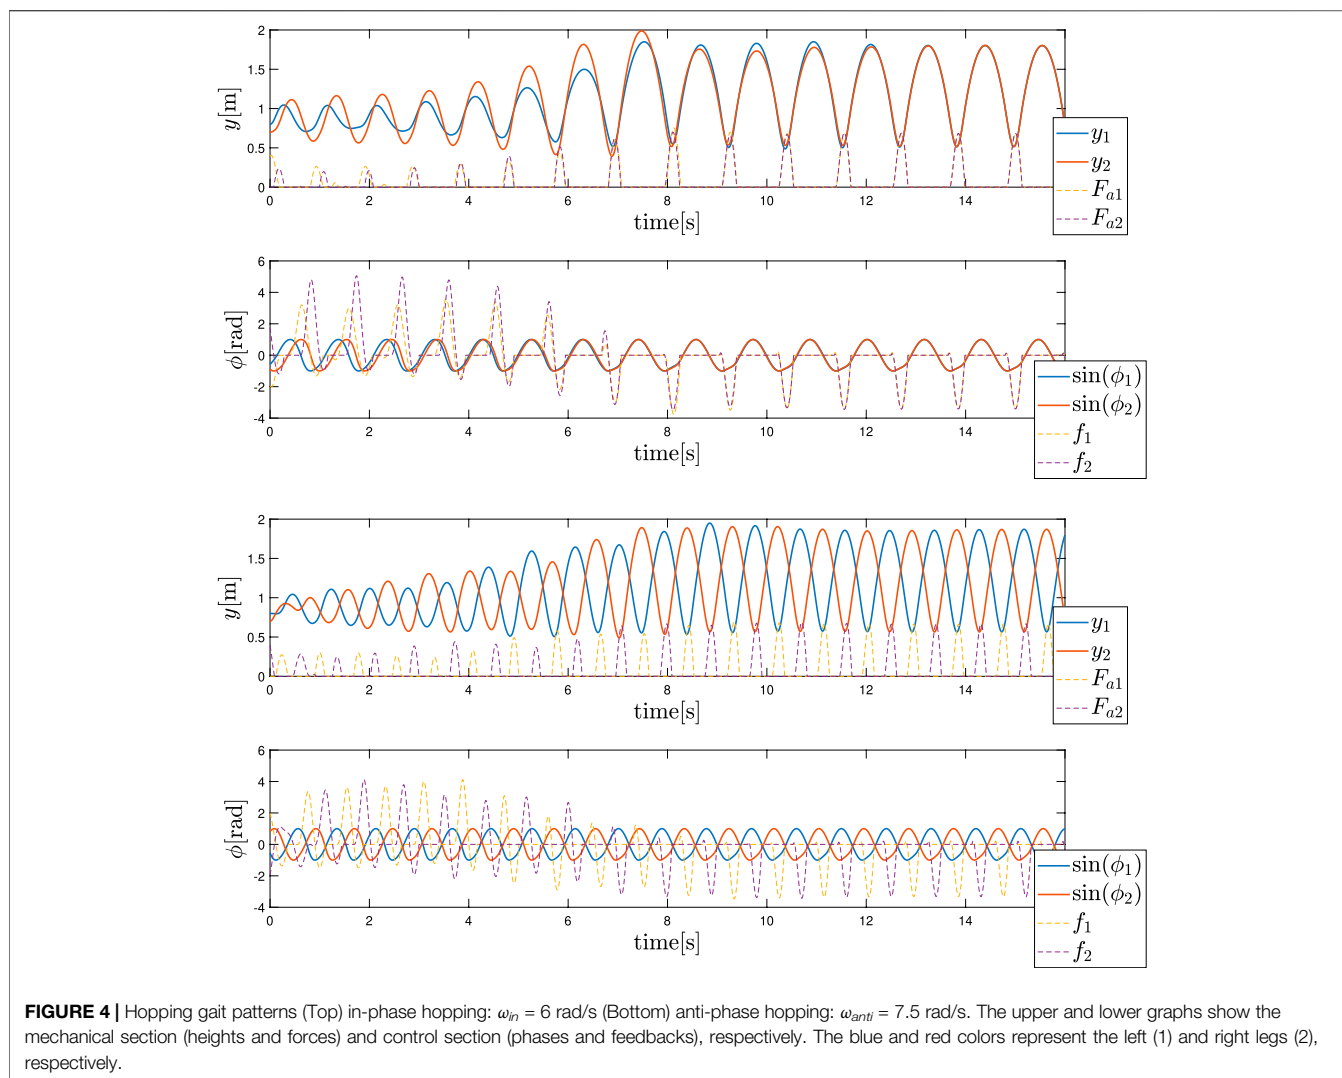 2
1.5
1
0.5
0
y[m]
0 2 4 6 8 10 12 14
time[s]
y₁
y₂
Fₐ₁
Fₐ₂
6
4
2
0
-2
-4
ϕ[rad]
0 2 4 6 8 10 12 14
time[s]
sin(ϕ₁)
sin(ϕ₂)
f₁
f₂
2
1.5
1
0.5
0
y[m]
0 2 4 6 8 10 12 14
time[s]
y₁
y₂
Fₐ₁
Fₐ₂
6
4
2
0
-2
-4
ϕ[rad]
0 2 4 6 8 10 12 14
time[s]
sin(ϕ₁)
sin(ϕ₂)
f₁
f₂
FIGURE 4 | Hopping gait patterns (Top) in-phase hopping: ω_in = 6 rad/s (Bottom) anti-phase hopping: ω_anti = 7.5 rad/s. The upper and lower graphs show the
mechanical section (heights and forces) and control section (phases and feedbacks), respectively. The blue and red colors represent the left (1) and right legs (2),
respectively.